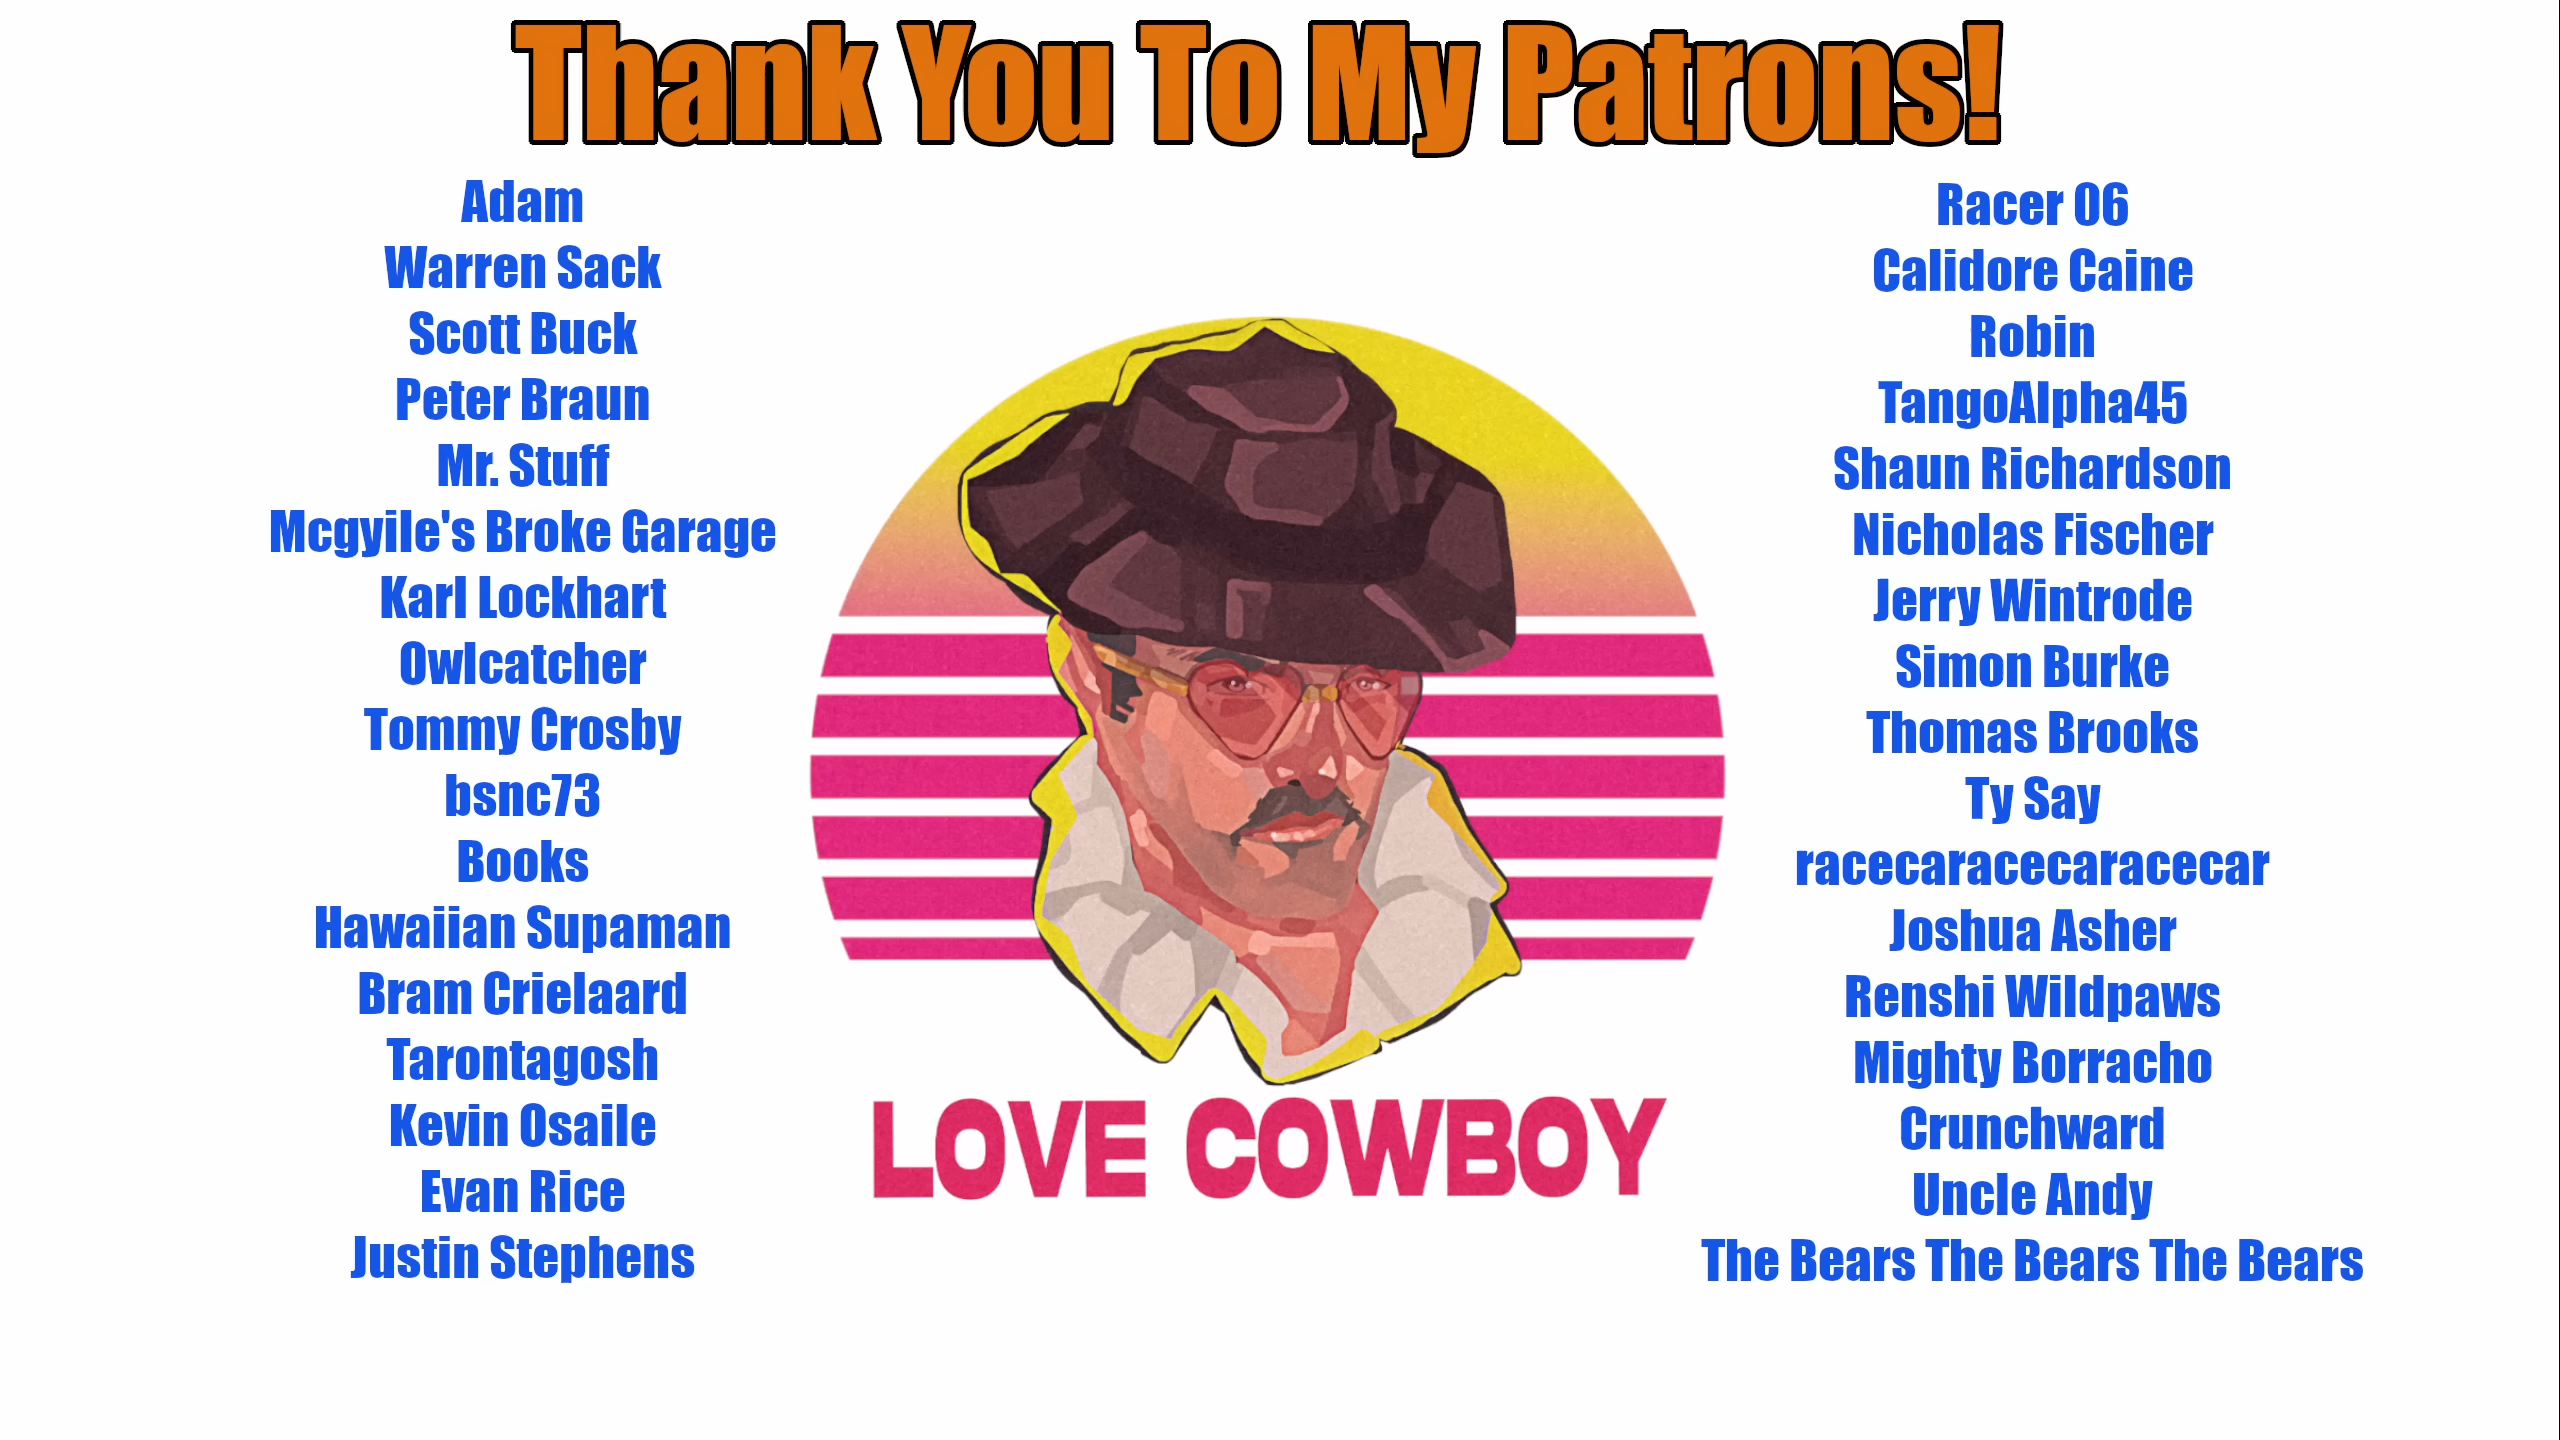 Thank You To My Patrons!
Adam
Warren Sack
Scott Buck
Peter Braun
Mr. Stuff
Mcgyile's Broke Garage
Karl Lockhart
Owlcatcher
Tommy Crosby
bsnc73
Books
Hawaiian Supaman
Bram Crielaard
Tarontagosh
Kevin Osaile
Evan Rice
Justin Stephens
LOVE COWBOY
Racer 06
Calidore Caine
Robin
TangoAlpha45
Shaun Richardson
Nicholas Fischer
Jerry Wintrode
Simon Burke
Thomas Brooks
Ty Say
racecaracecaracecar
Joshua Asher
Renshi Wildpaws
Mighty Borracho
Crunchward
Uncle Andy
The Bears The Bears The Bears